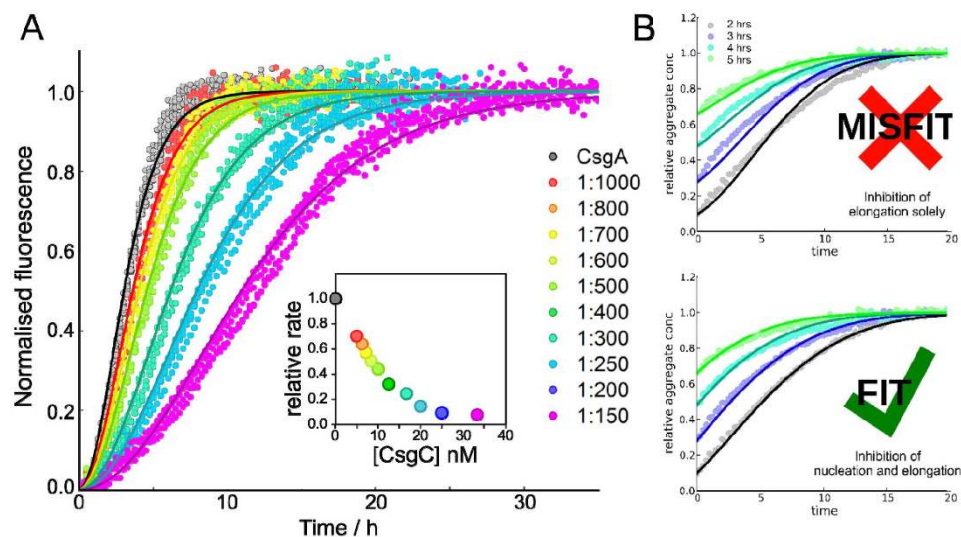 A
Normalised fluorescence
1.0
0.8
0.6
0.4
0.2
0.0
0
10
20
30
Time / h
CsgA
1:1000
1:800
1:700
1:600
1:500
1:400
1:300
1:250
1:200
1:150
relative rate
1.0
0.8
0.6
0.4
0.2
0.0
0
10
20
30
40
[CsgC] nM
B
relative aggregate conc
1.2
1.0
0.8
0.6
0.4
0.2
0.0
2 hrs
3 hrs
4 hrs
5 hrs
MISFIT
Inhibition of
elongation solely
0
5
10
15
20
time
relative aggregate conc
1.2
1.0
0.8
0.6
0.4
0.2
0.0
FIT
Inhibition of
nucleation and elongation
0
5
10
15
20
time